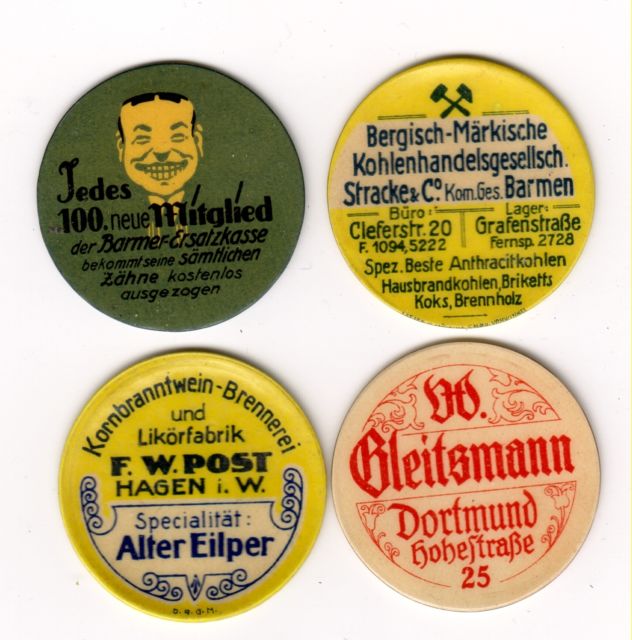 Jedes
100. neue Mitglied
der Barmer-Ersatzkasse
bekommt seine sämtlichen
Zähne kostenlos
ausgezogen
Bergisch-Märkische
Kohlenhandelsgesellsch.
Stracke & Co Kom. Ges. Barmen
Büro: Lager:
Cleferstr. 20 Grafenstraße
F. 1094, 5222 Fernsp. 2728
Spez. Beste Anthracitkohlen
Hausbrandkohlen, Briketts
Koks, Brennholz
Kornbranntwein-Brennerei
und
Likörfabrik
F. W. POST
HAGEN i. W.
Specialität:
Alter Eilper
D.R.G.M.
W.
Gleitsmann
Dortmund
Hohestraße
25